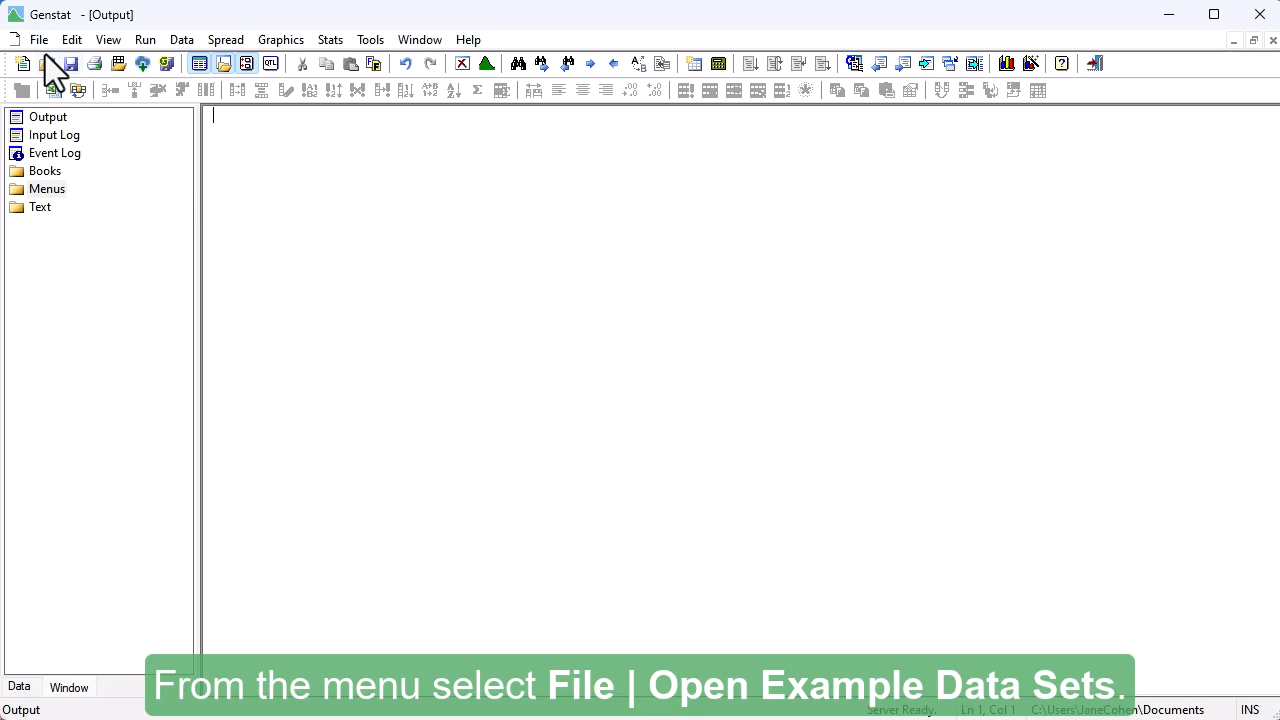 Genstat - [Output]
File Edit View Run Data Spread Graphics Stats Tools Window Help
Output
Input Log
Event Log
Books
Menus
Text
Data Window
From the menu select File | Open Example Data Sets.
Output Server Ready. Ln 1, Col 1 C:\Users\JaneCohen\Documents INS